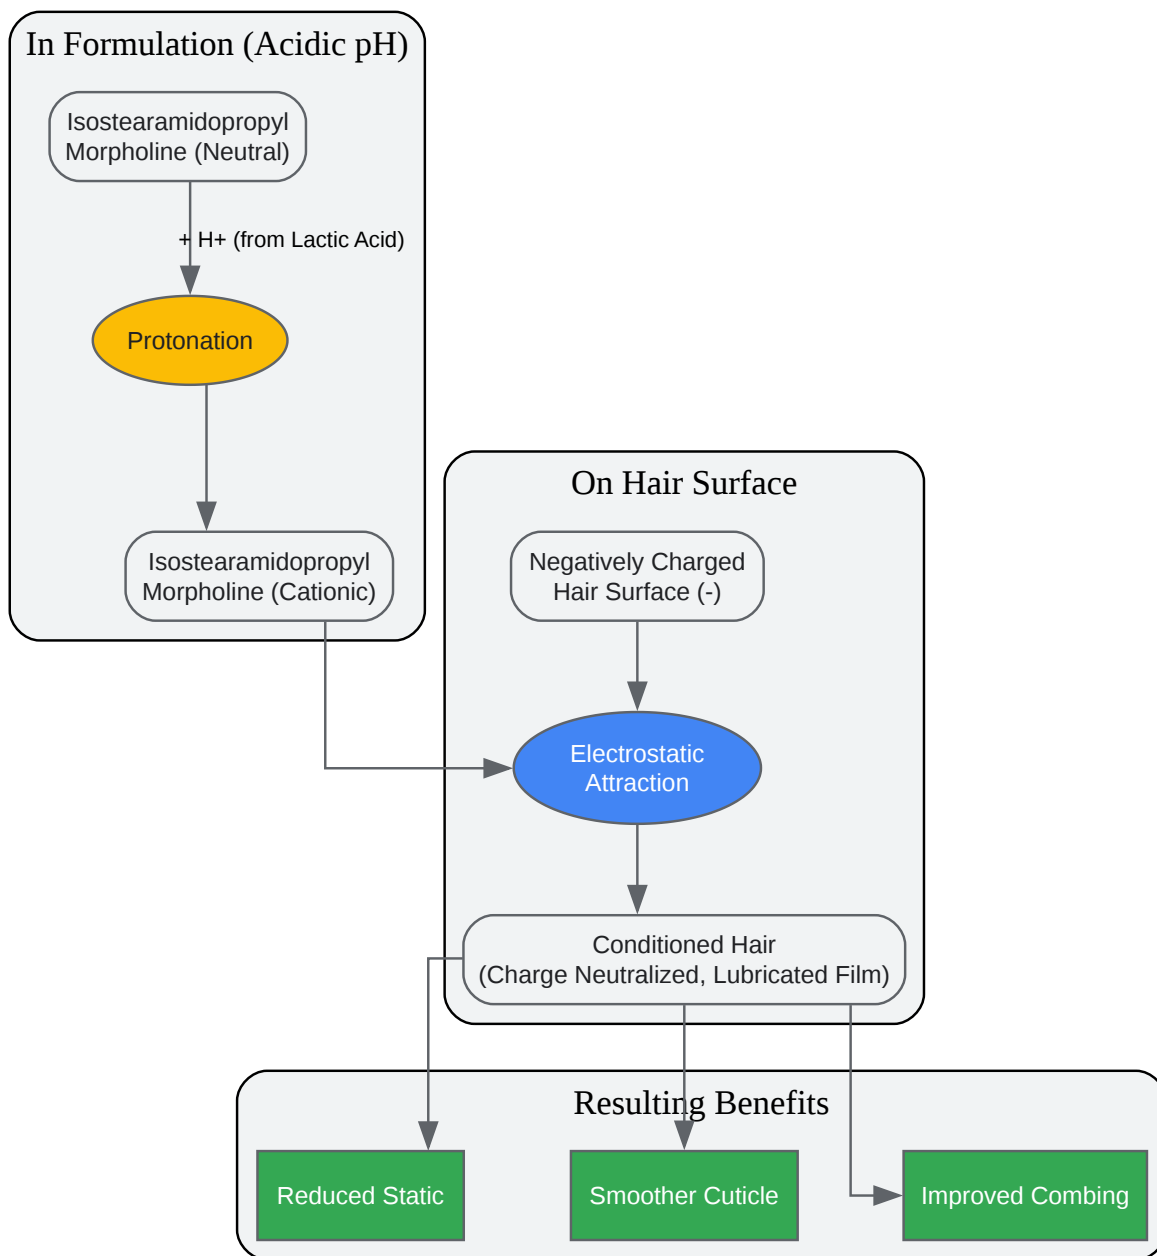 In Formulation (Acidic pH)
Isostearamidopropyl
Morpholine (Neutral)
+ H+ (from Lactic Acid)
Protonation
Isostearamidopropyl
Morpholine (Cationic)
On Hair Surface
Negatively Charged
Hair Surface (-)
Electrostatic
Attraction
Conditioned Hair
(Charge Neutralized, Lubricated Film)
Resulting Benefits
Reduced Static
Smoother Cuticle
Improved Combing